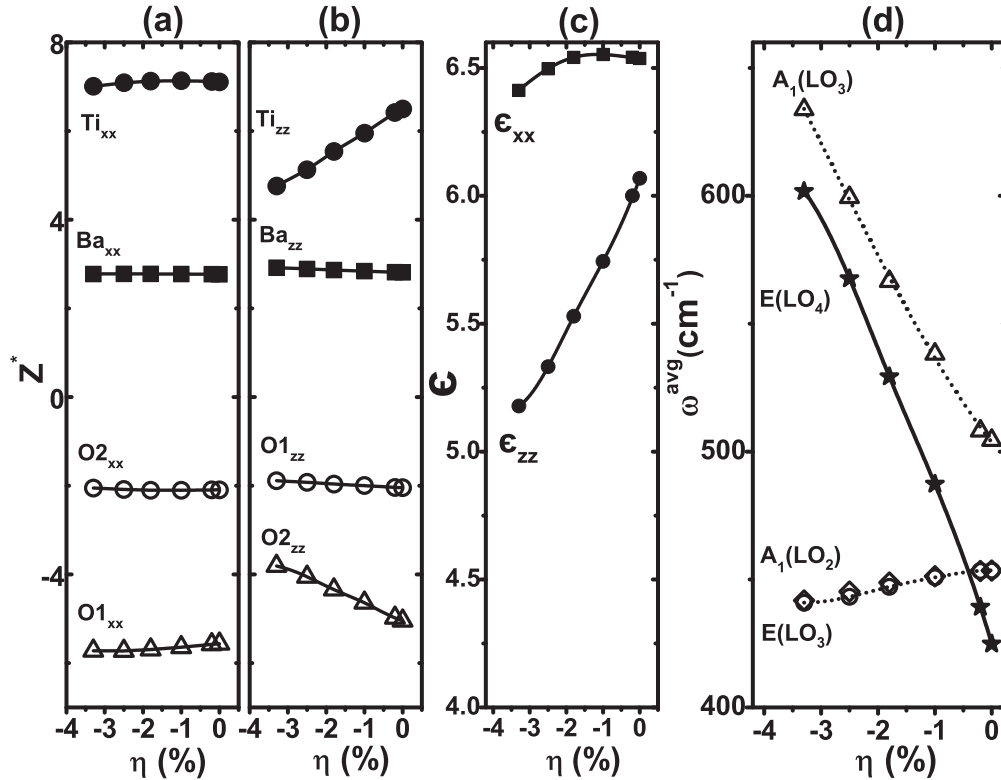 (a) (b) (c) (d)
8
4
0
-4
Z*
Ti_xx
Ba_xx
O2_xx
O1_xx
-4 -3 -2 -1 0
η (%)
Ti_zz
Ba_zz
O1_zz
O2_zz
-4 -3 -2 -1 0
η (%)
6.5
6.0
5.5
5.0
4.5
4.0
ϵ
ϵ_xx
ϵ_zz
-4 -3 -2 -1 0
η (%)
600
500
400
ω^avg(cm^-1)
A_1(LO_3)
E(LO_4)
A_1(LO_2)
E(LO_3)
-4 -3 -2 -1 0
η (%)